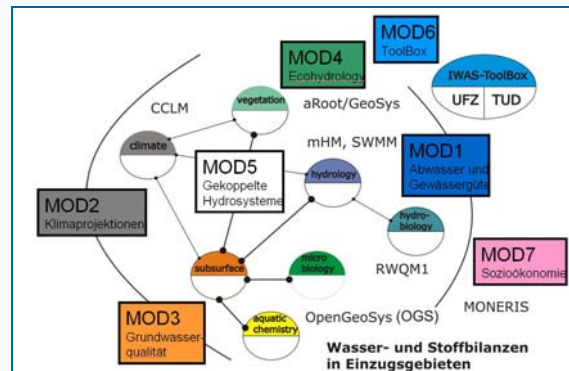 MOD6
ToolBox
MOD4
Ecohydrology
IWAS-ToolBox
UFZ TUD
vegetation
aRoot/GeoSys
CCLM
climate
mHM, SWMM
MOD5
Gekoppelte
Hydrosysteme
hydrology
MOD1
Abwasser und
Gewässergüte
MOD2
Klimaprojektionen
hydro-
biology
RWQM1
MOD7
Sozioökonomie
subsurface
micro
biology
MONERIS
MOD3
Grundwasser-
qualität
aquatic
chemistry
OpenGeoSys (OGS)
Wasser- und Stoffbilanzen
in Einzugsgebieten